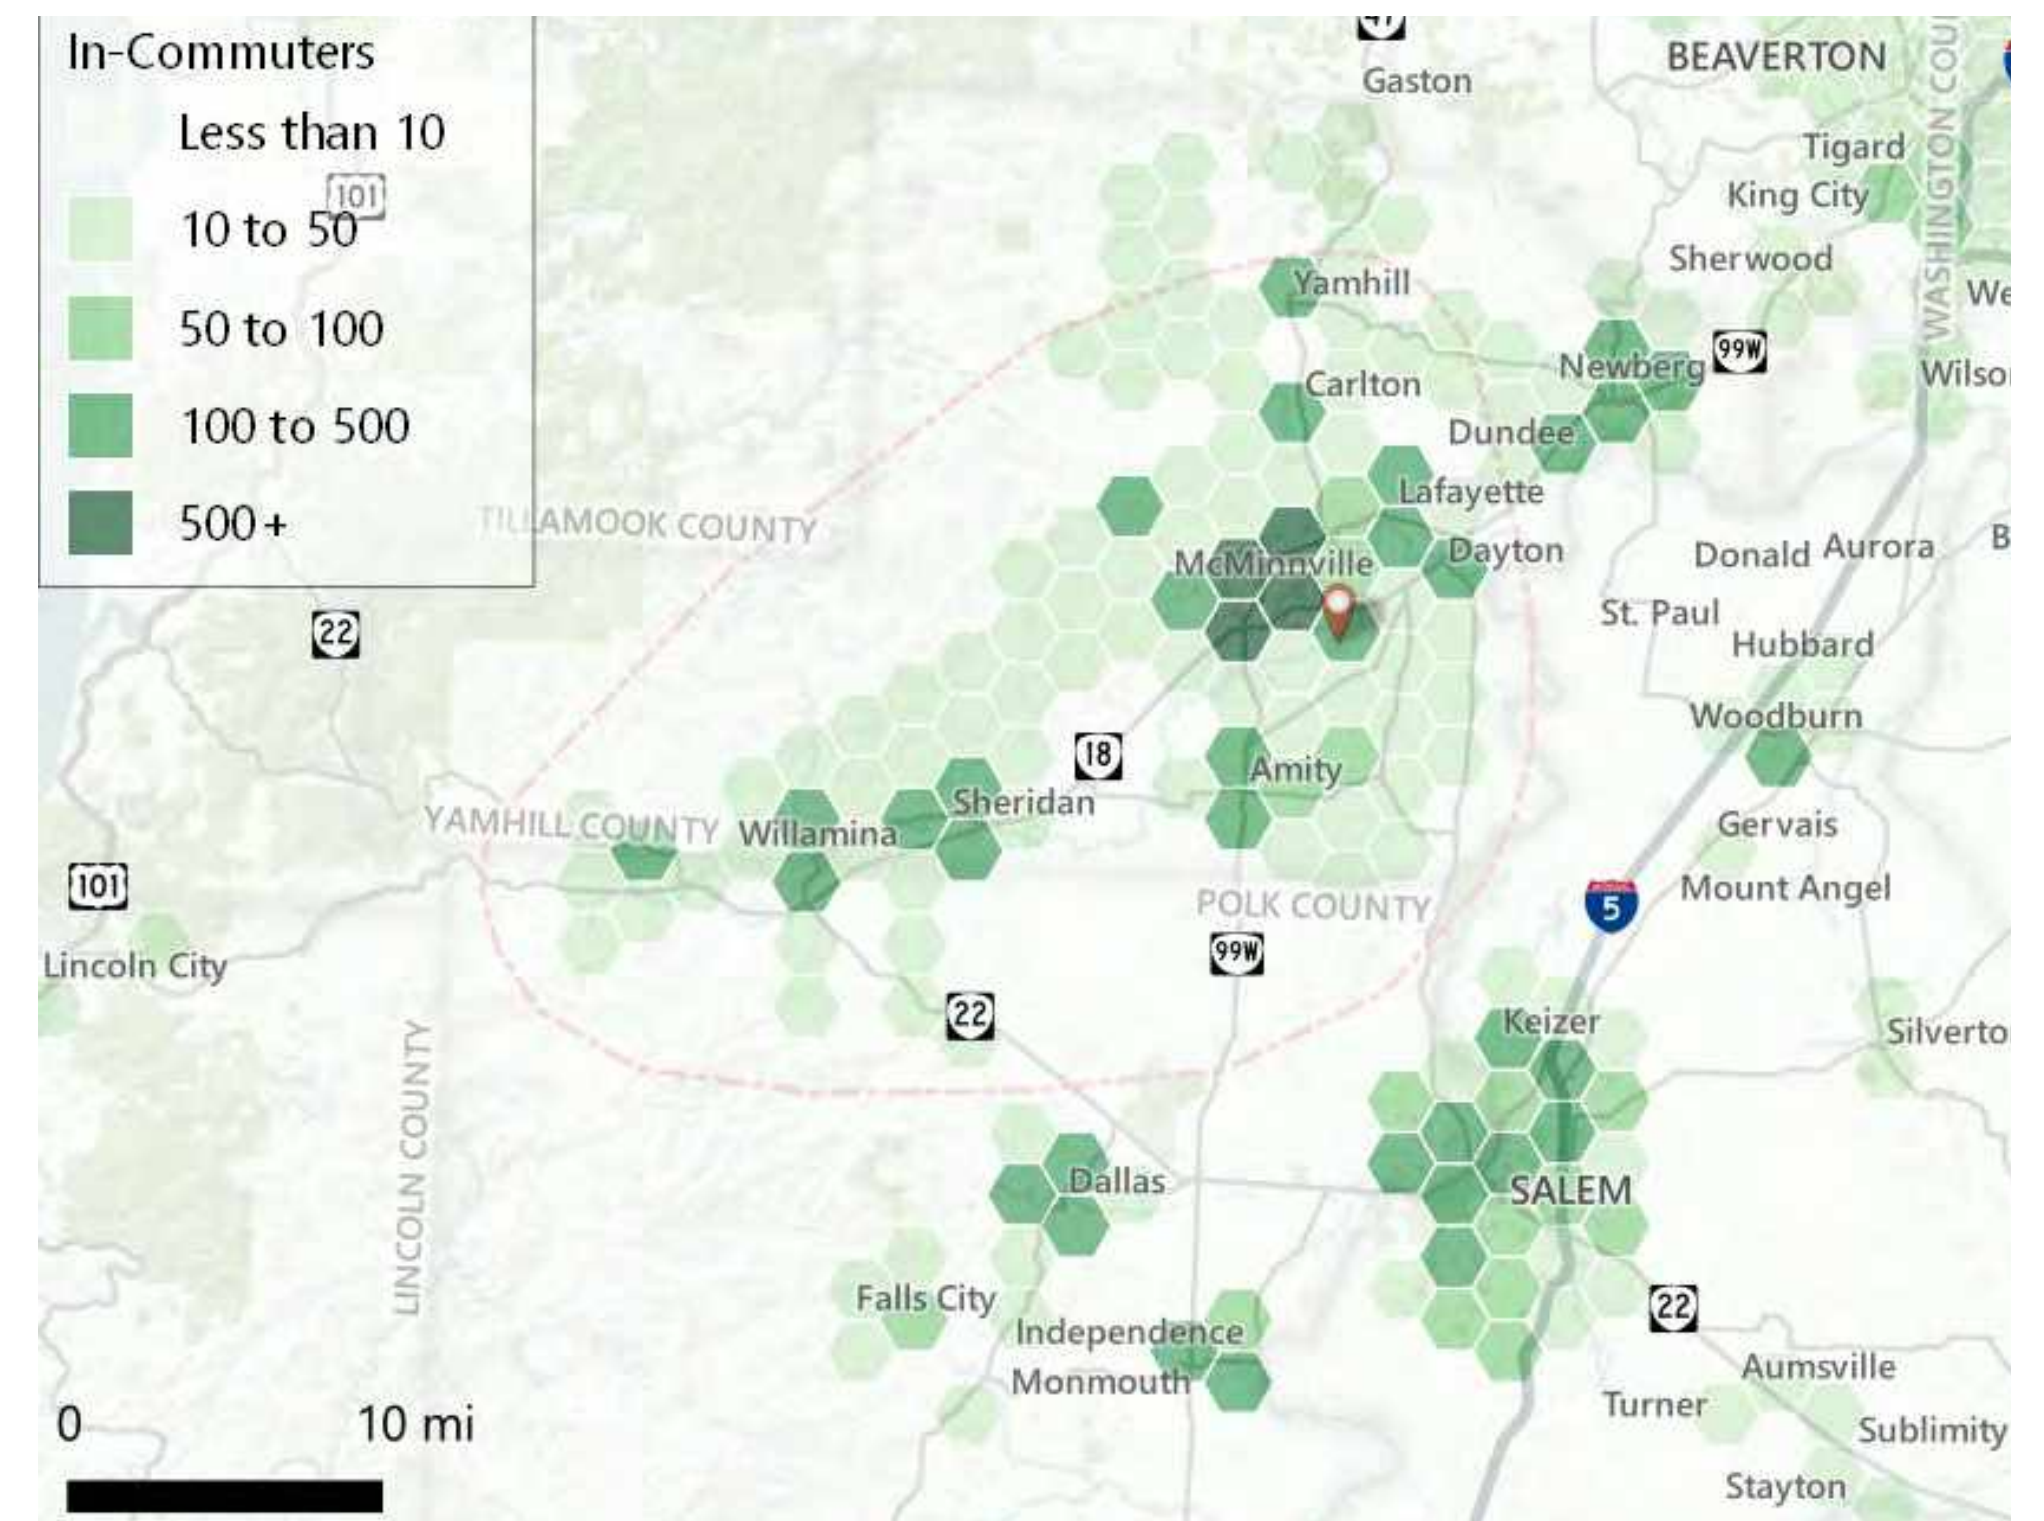 In-Commuters
Less than 10
101
10 to 50
50 to 100
100 to 500
500+
47
Gaston
BEAVERTON
WASHINGTON COU
Tigard
King City
Sherwood
Yamhill
We
99W
Newberg
Wilso
Carlton
Dundee
Lafayette
TILLAMOOK COUNTY
McMinnville
Dayton
Donald
Aurora
B
22
St. Paul
Hubbard
Woodburn
18
Amity
Sheridan
YAMHILL COUNTY
Willamina
Gervais
101
POLK COUNTY
5
Mount Angel
99W
Lincoln City
22
Keizer
Silverto
LINCOLN COUNTY
Dallas
SALEM
Falls City
22
Independence
Monmouth
Aumsville
Turner
0
10 mi
Sublimity
Stayton